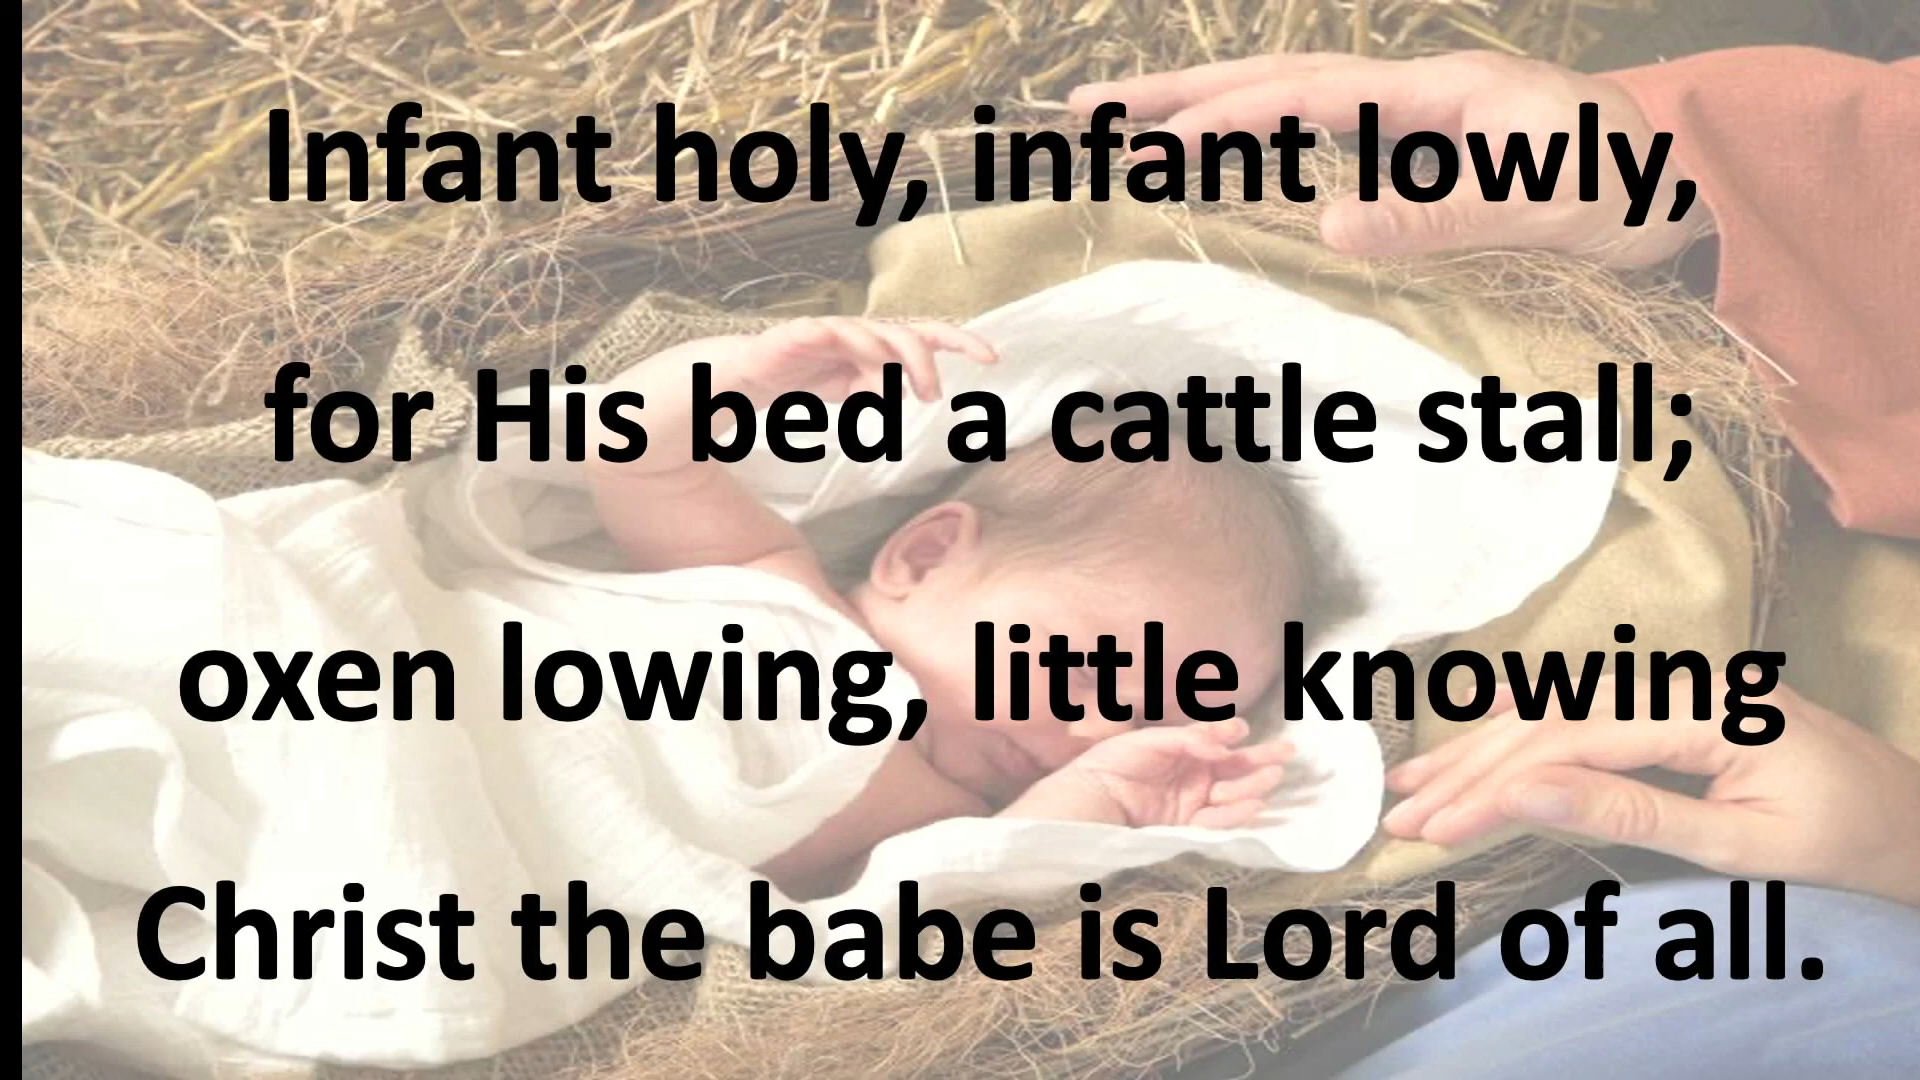 Infant holy, infant lowly,
for His bed a cattle stall;
oxen lowing, little knowing
Christ the babe is Lord of all.